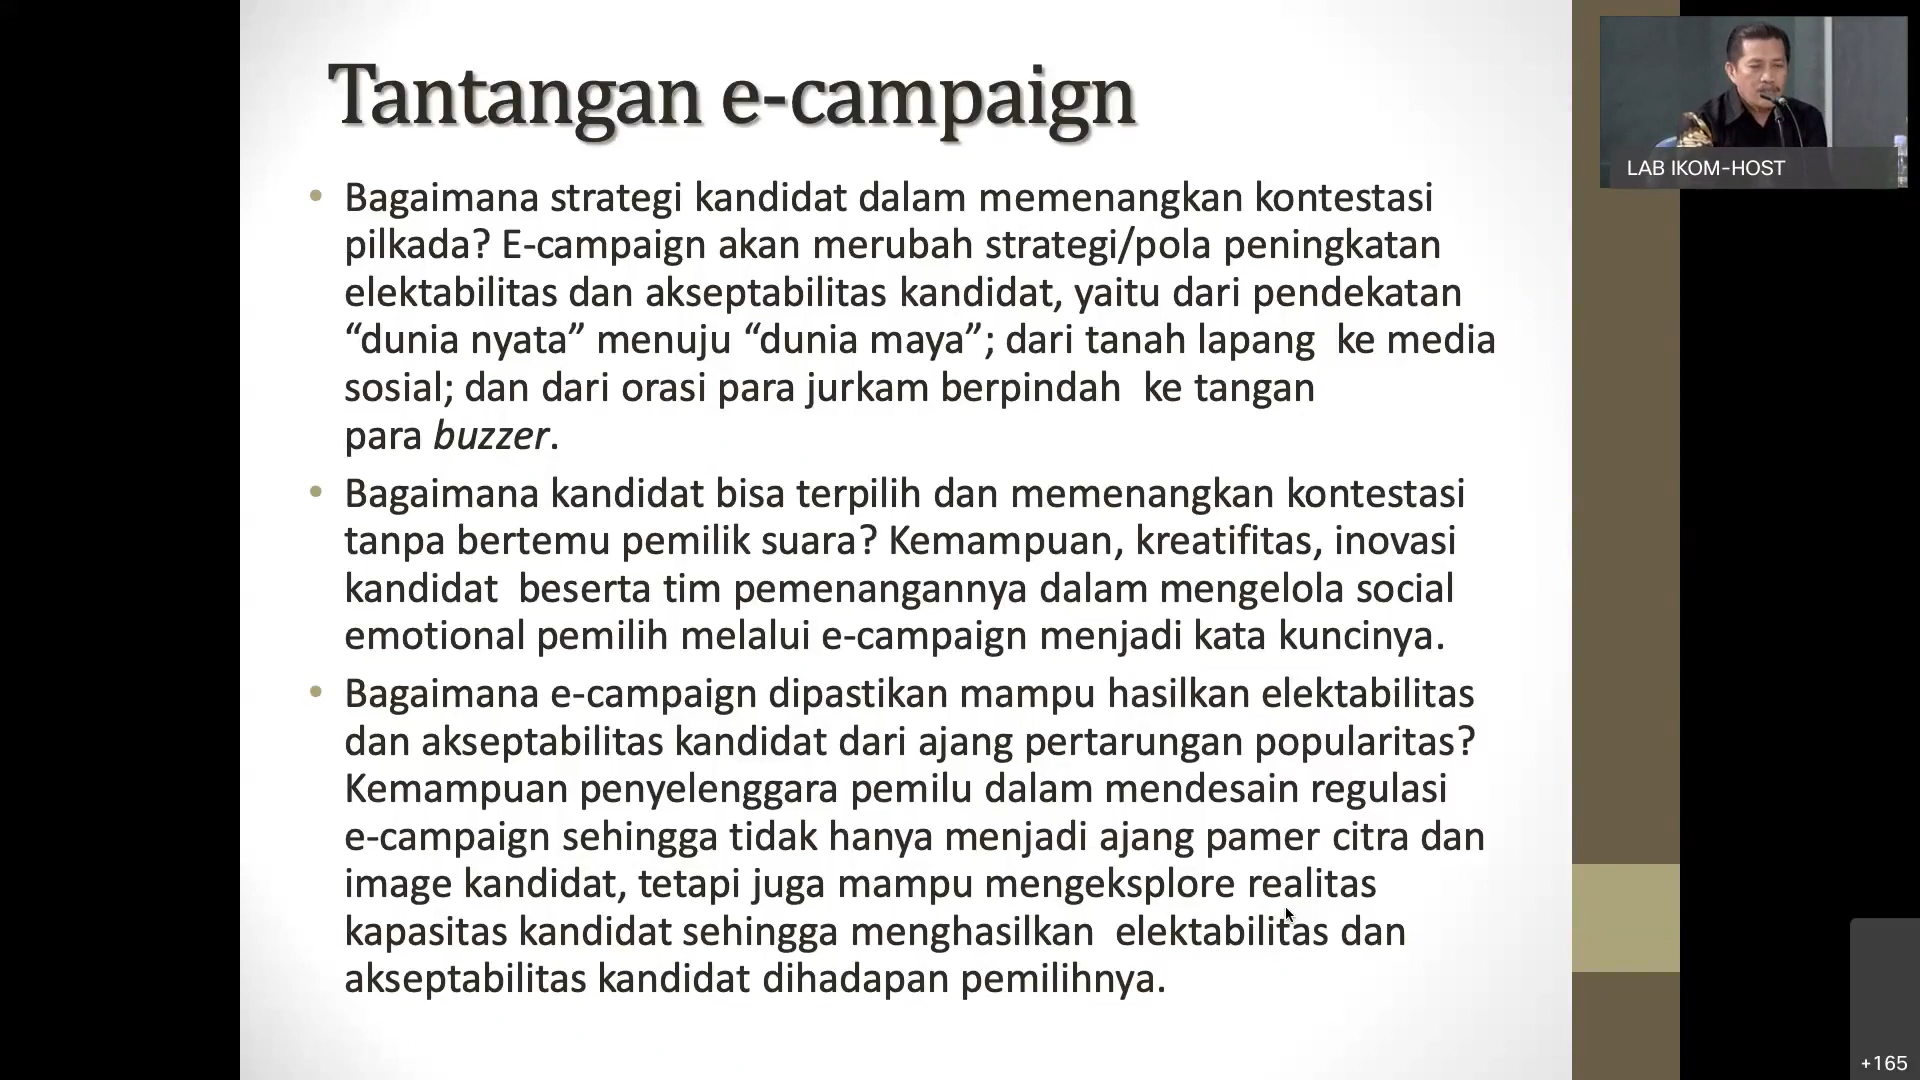 Tantangan e-campaign
• Bagaimana strategi kandidat dalam memenangkan kontestasi
pilkada? E-campaign akan merubah strategi/pola peningkatan
elektabilitas dan akseptabilitas kandidat, yaitu dari pendekatan
“dunia nyata” menuju “dunia maya”; dari tanah lapang ke media
sosial; dan dari orasi para jurkam berpindah ke tangan
para buzzer.
• Bagaimana kandidat bisa terpilih dan memenangkan kontestasi
tanpa bertemu pemilik suara? Kemampuan, kreatifitas, inovasi
kandidat beserta tim pemenangannya dalam mengelola social
emotional pemilih melalui e-campaign menjadi kata kuncinya.
• Bagaimana e-campaign dipastikan mampu hasilkan elektabilitas
dan akseptabilitas kandidat dari ajang pertarungan popularitas?
Kemampuan penyelenggara pemilu dalam mendesain regulasi
e-campaign sehingga tidak hanya menjadi ajang pamer citra dan
image kandidat, tetapi juga mampu mengeksplore realitas
kapasitas kandidat sehingga menghasilkan elektabilitas dan
akseptabilitas kandidat dihadapan pemilihnya.
LAB IKOM-HOST
+165